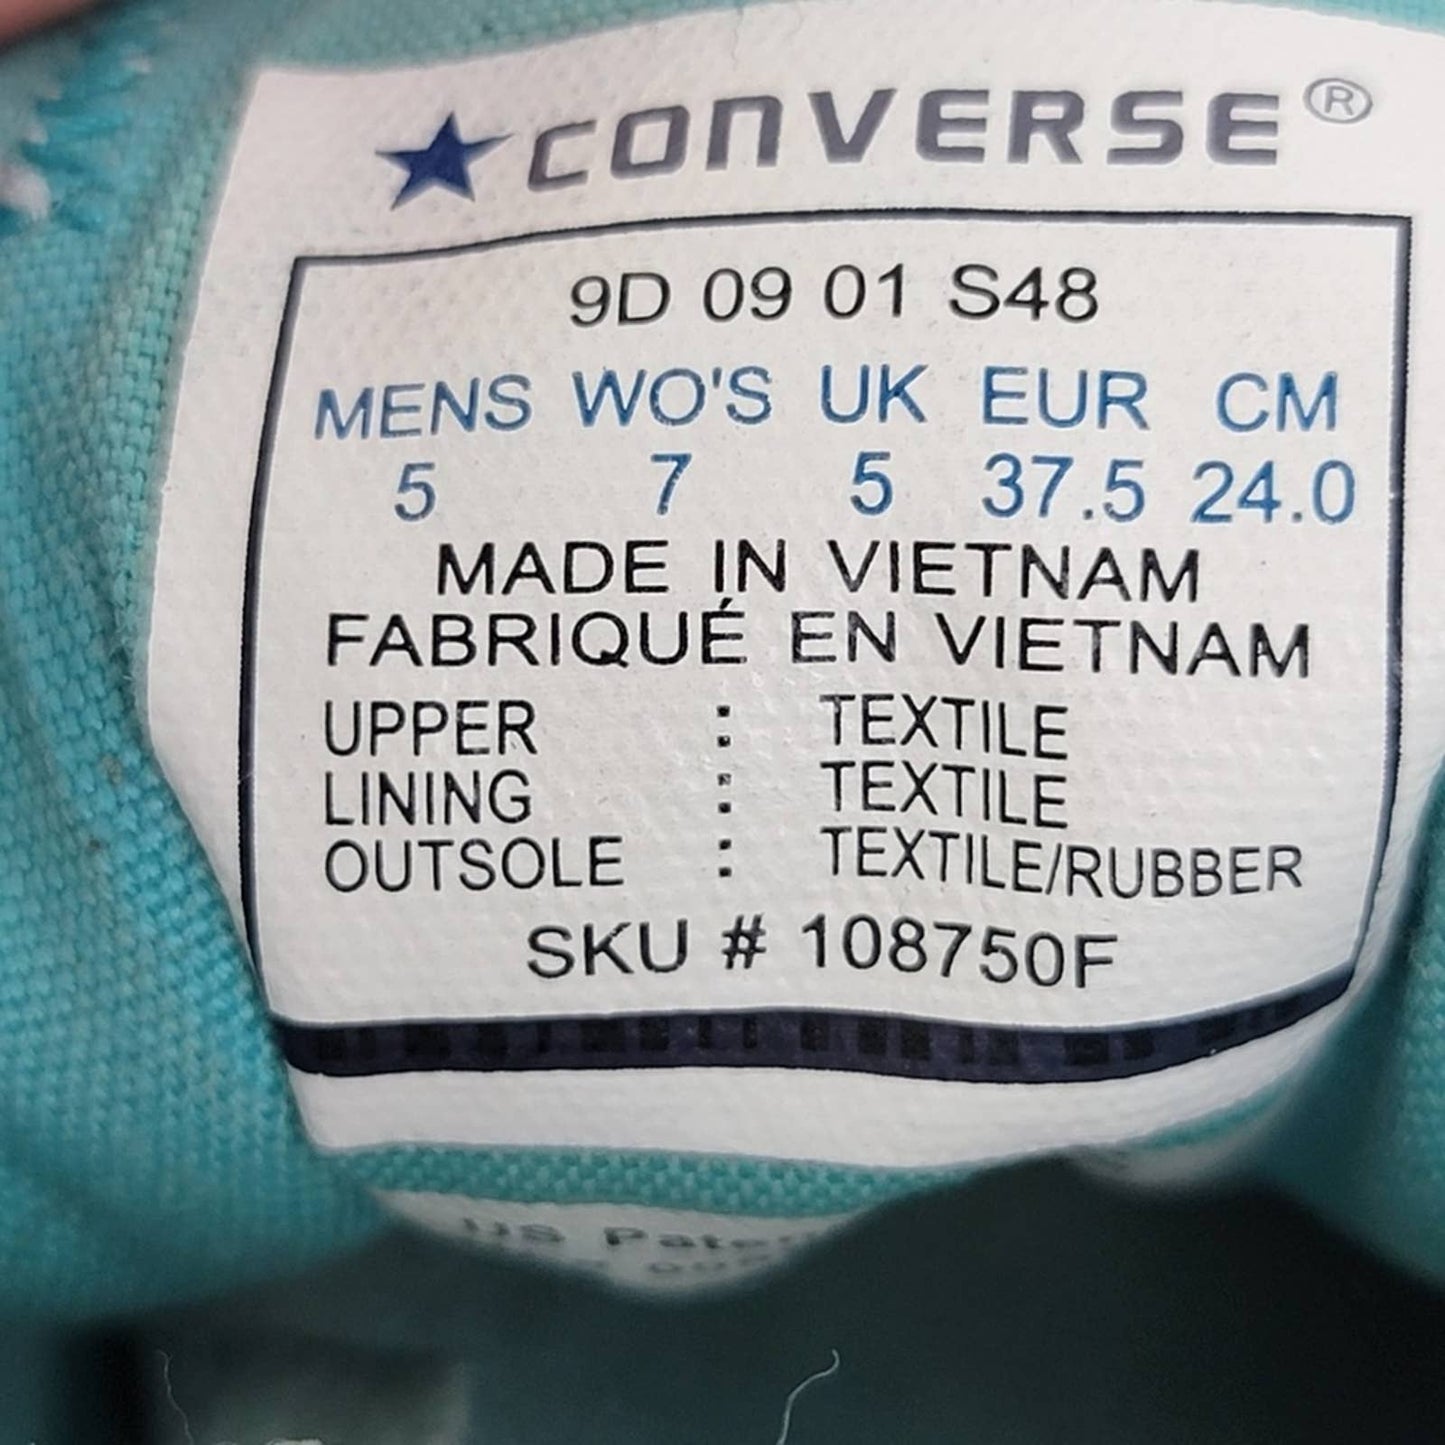 CONVERSE®
9D 09 01 S48
MENS WO'S UK EUR CM
5 7 5 37.5 24.0
MADE IN VIETNAM
FABRIQUÉ EN VIETNAM
UPPER : TEXTILE
LINING : TEXTILE
OUTSOLE : TEXTILE/RUBBER
SKU # 108750F
US